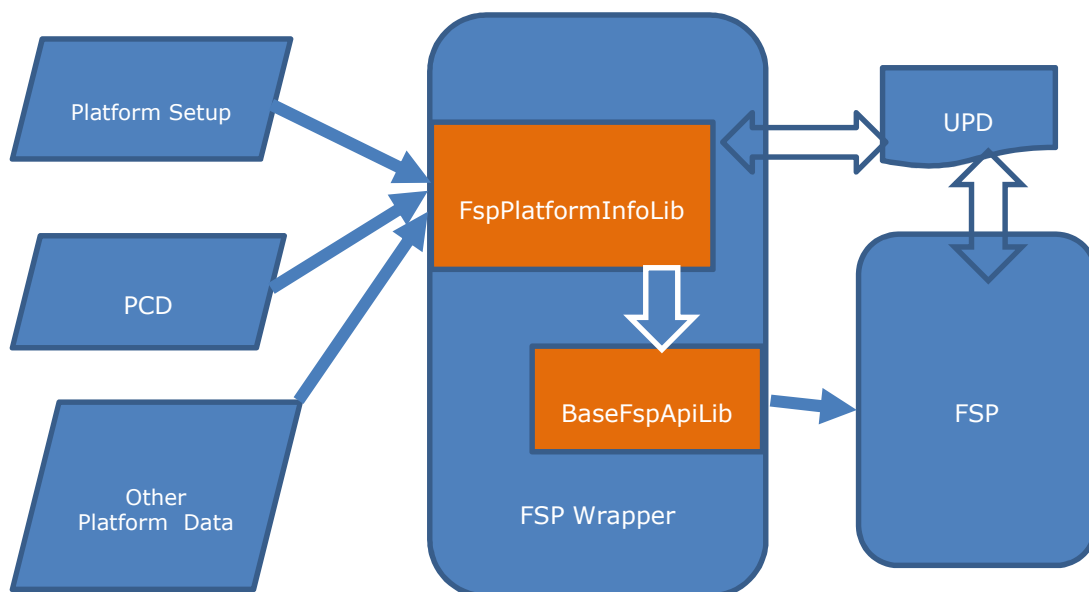 Platform Setup
PCD
Other
Platform Data
FspPlatformInfoLib
BaseFspApiLib
FSP Wrapper
UPD
FSP